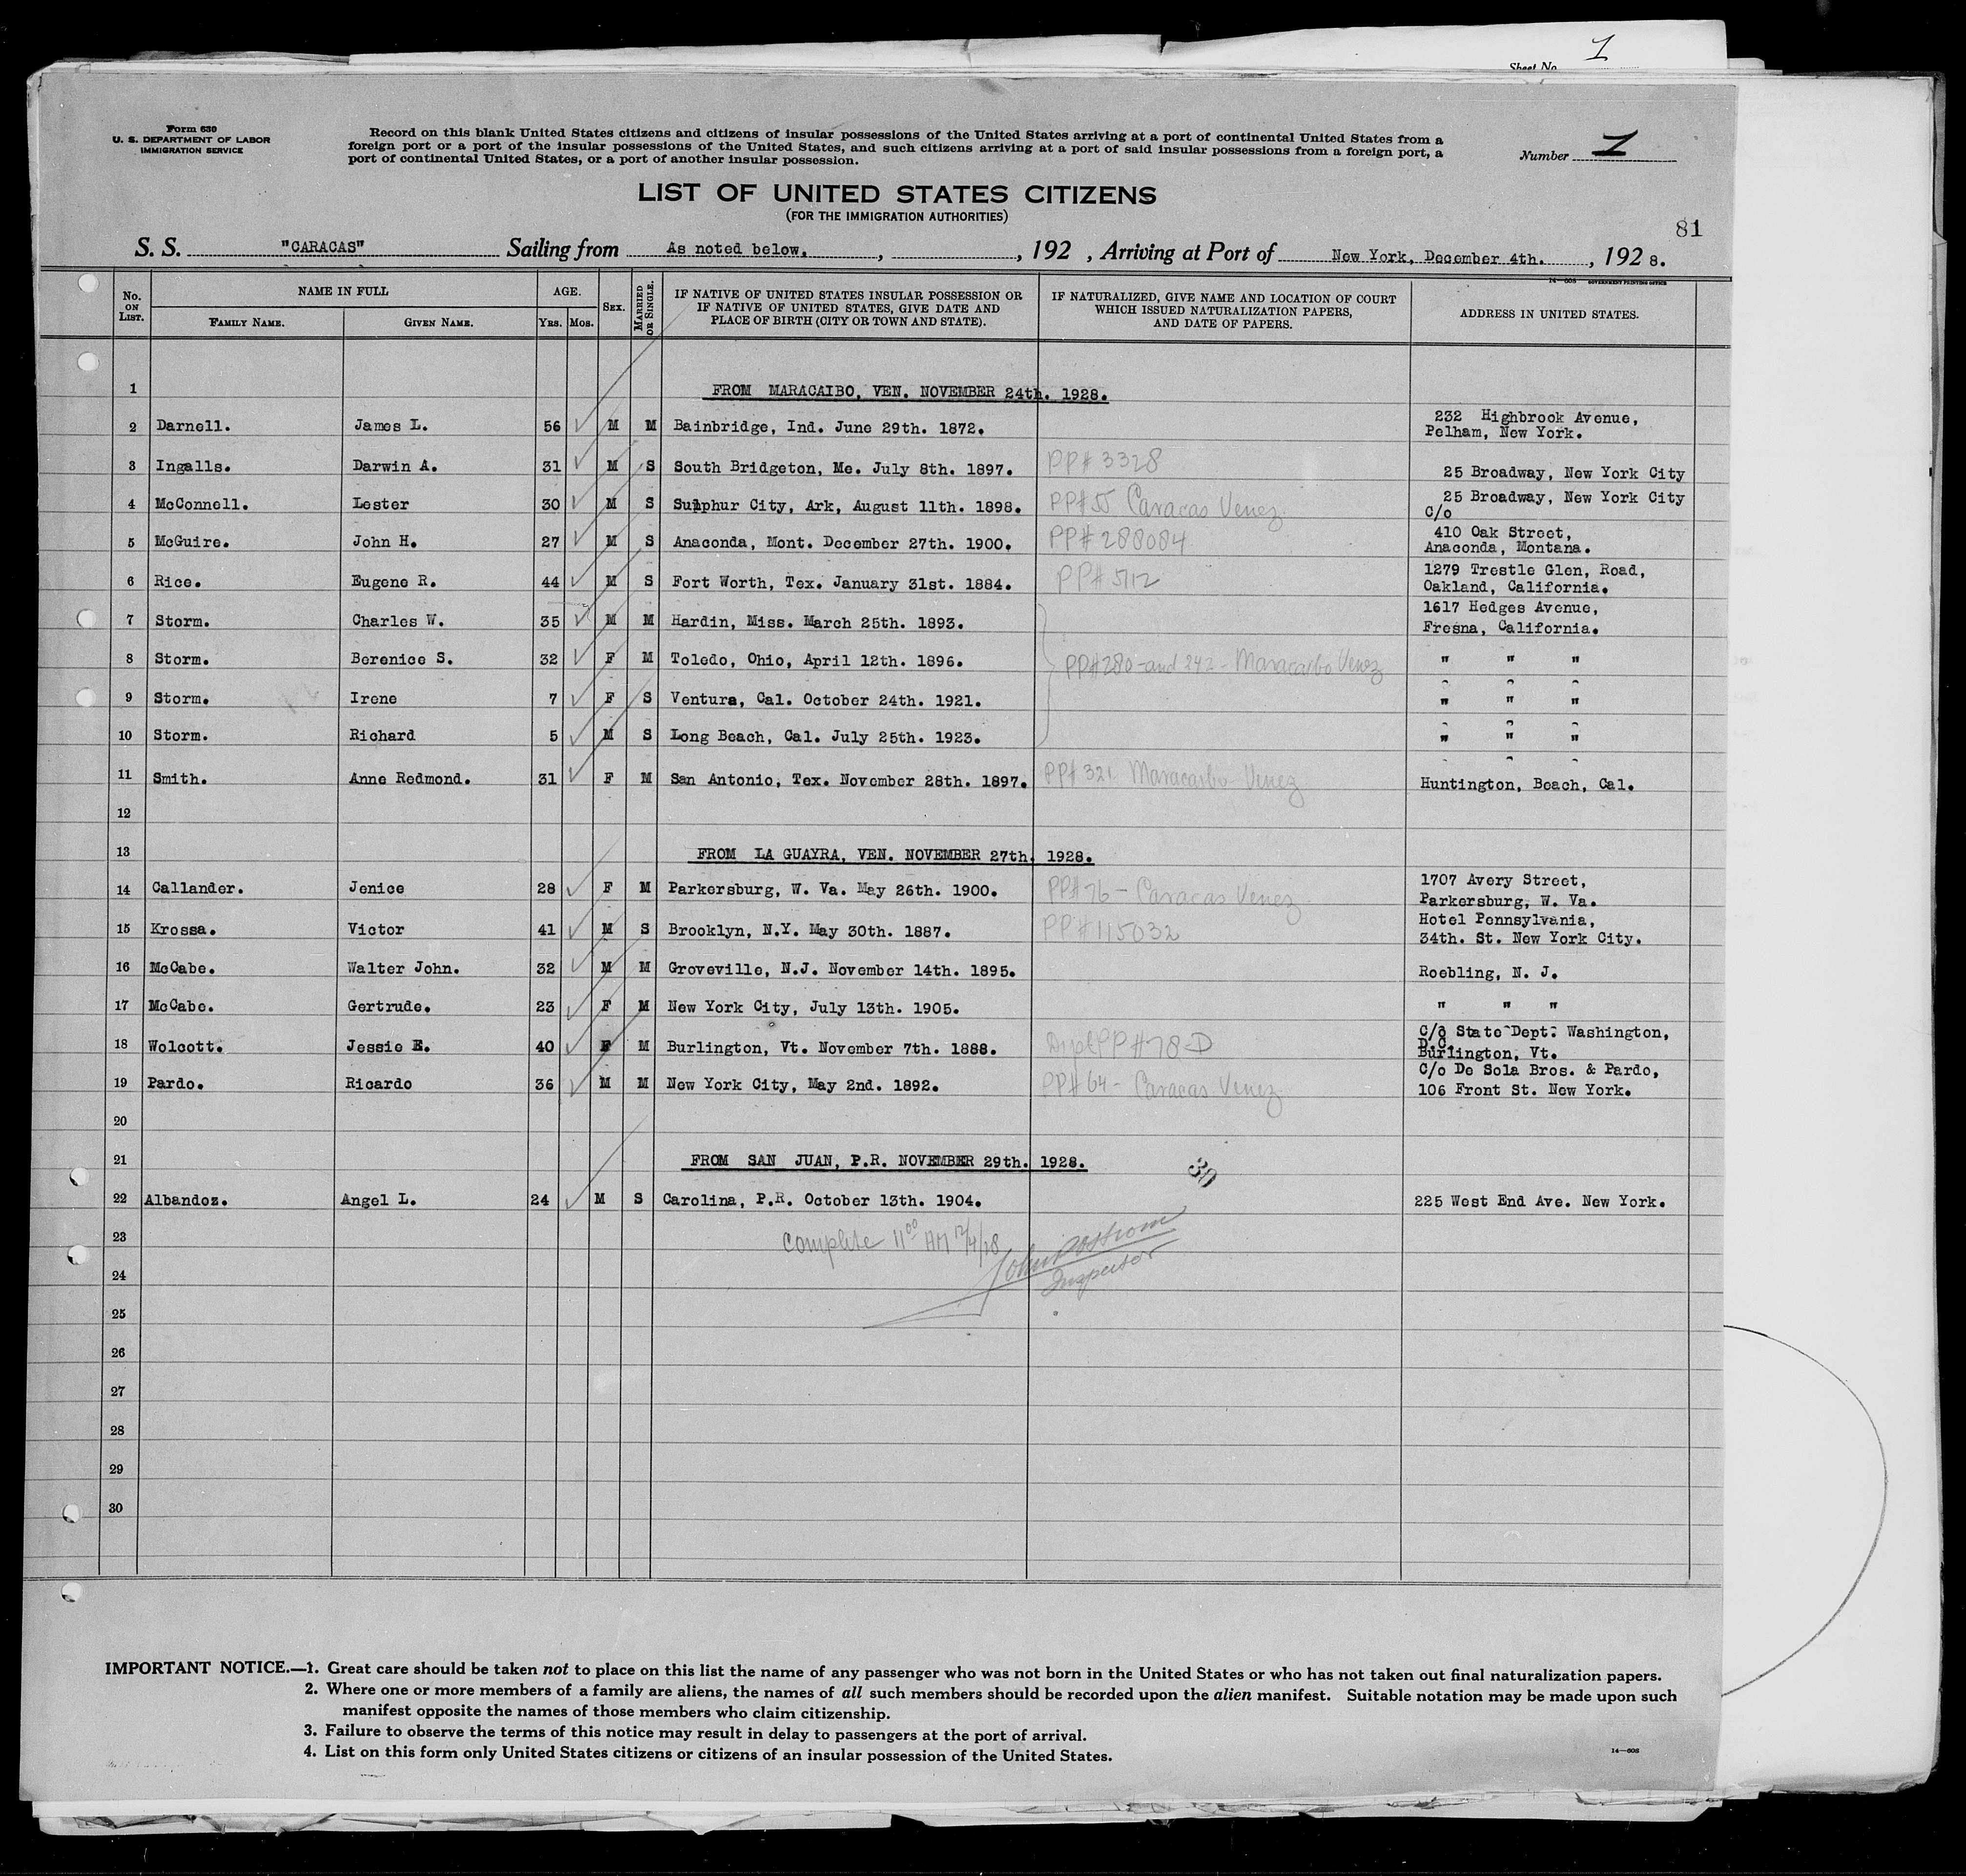 Sheet No. 1
Form 630
U. S. DEPARTMENT OF LABOR
IMMIGRATION SERVICE
Record on this blank United States citizens and citizens of insular possessions of the United States arriving at a port of continental United States from a
foreign port or a port of the insular possessions of the United States, and such citizens arriving at a port of said insular possessions from a foreign port, a
port of continental United States, or a port of another insular possession.
Number 1
LIST OF UNITED STATES CITIZENS
(FOR THE IMMIGRATION AUTHORITIES)
81
S. S. "CARACAS" Sailing from As noted below. , , 192 , Arriving at Port of New York, December 4th. , 192 8.
14—608 GOVERNMENT PRINTING OFFICE
No. ON LIST. NAME IN FULL FAMILY NAME. GIVEN NAME. AGE. YRS. MOS. SEX. MARRIED OR SINGLE. IF NATIVE OF UNITED STATES INSULAR POSSESSION OR IF NATIVE OF UNITED STATES, GIVE DATE AND PLACE OF BIRTH (CITY OR TOWN AND STATE). IF NATURALIZED, GIVE NAME AND LOCATION OF COURT WHICH ISSUED NATURALIZATION PAPERS, AND DATE OF PAPERS. ADDRESS IN UNITED STATES.
1 FROM MARACAIBO, VEN. NOVEMBER 24th. 1928.
2 Darnell. James L. 56 M M Bainbridge, Ind. June 29th. 1872. 232 Highbrook Avenue,
Pelham, New York.
3 Ingalls. Darwin A. 31 M S South Bridgeton, Me. July 8th. 1897. PP# 3328 25 Broadway, New York City
4 McConnell. Lester 30 M S Sulphur City, Ark, August 11th. 1898. PP# 55 Caracas Venez. 25 Broadway, New York City
C/o
5 McGuire. John H. 27 M S Anaconda, Mont. December 27th. 1900. PP# 288084 410 Oak Street,
Anaconda, Montana.
6 Rice. Eugene R. 44 M S Fort Worth, Tex. January 31st. 1884. PP# 5112 1279 Trestle Glen, Road,
Oakland, California.
7 Storm. Charles W. 35 M M Hardin, Miss. March 25th. 1893. 1617 Hedges Avenue,
Fresna, California.
8 Storm. Berenice S. 32 F M Toledo, Ohio, April 12th. 1896. PP# 280 - and 242 - Maracaibo Venez " " "
9 Storm. Irene 7 F S Ventura, Cal. October 24th. 1921. " " "
10 Storm. Richard 5 M S Long Beach, Cal. July 25th. 1923. " " "
11 Smith. Anne Redmond. 31 F M San Antonio, Tex. November 28th. 1897. PP# 321. Maracaibo Venez Huntington, Beach, Cal.
12
13 FROM LA GUAYRA, VEN. NOVEMBER 27th. 1928.
14 Callander. Jenice 28 F M Parkersburg, W. Va. May 26th. 1900. PP# 76 - Caracas Venez 1707 Avery Street,
Parkersburg, W. Va.
15 Krossa. Victor 41 M S Brooklyn, N.Y. May 30th. 1887. PP# 115032 Hotel Pennsylvania,
34th. St. New York City.
16 McCabe. Walter John. 32 M M Groveville, N.J. November 14th. 1895. Roebling, N. J.
17 McCabe. Gertrude. 23 F M New York City, July 13th. 1905. " " "
18 Wolcott. Jessie E. 40 F M Burlington, Vt. November 7th. 1888. Dipl PP# 78-D C/o State Dept. Washington,
D.C.
Burlington, Vt.
19 Pardo. Ricardo 36 M M New York City, May 2nd. 1892. PP# 64 - Caracas Venez C/o De Sola Bros. & Pardo,
106 Front St. New York.
20
21 FROM SAN JUAN, P.R. NOVEMBER 29th. 1928.
30
22 Albandoz. Angel L. 24 M S Carolina, P.R. October 13th. 1904. 225 West End Ave. New York.
23 Complete 11 00 AM 12/4/28
24 Inspector
25
26
27
28
29
30
IMPORTANT NOTICE.—1. Great care should be taken not to place on this list the name of any passenger who was not born in the United States or who has not taken out final naturalization papers.
2. Where one or more members of a family are aliens, the names of all such members should be recorded upon the alien manifest. Suitable notation may be made upon such
manifest opposite the names of those members who claim citizenship.
3. Failure to observe the terms of this notice may result in delay to passengers at the port of arrival.
4. List on this form only United States citizens or citizens of an insular possession of the United States.
14—608